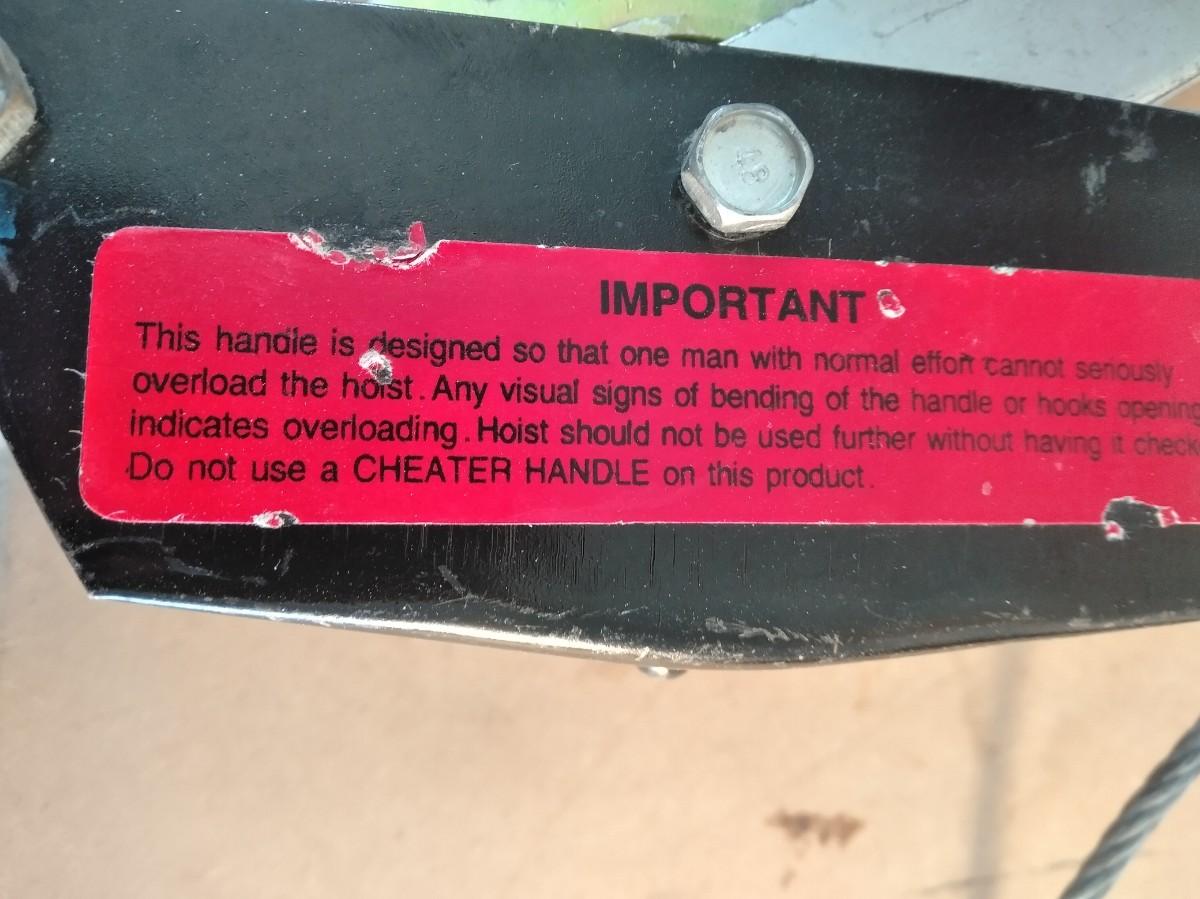 48
IMPORTANT
This handle is designed so that one man with normal effort cannot seriously
overload the hoist. Any visual signs of bending of the handle or hooks opening
indicates overloading. Hoist should not be used further without having it check
Do not use a CHEATER HANDLE on this product.